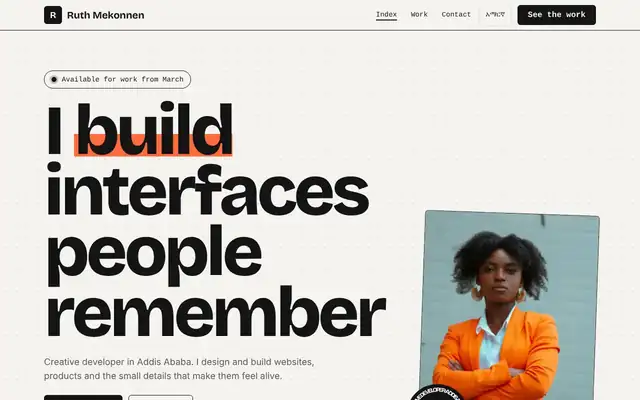 R Ruth Mekonnen
Index Work Contact አማርኛ See the work
Available for work from March
I build
interfaces
people
remember
Creative developer in Addis Ababa. I design and build websites,
products and the small details that make them feel alive.